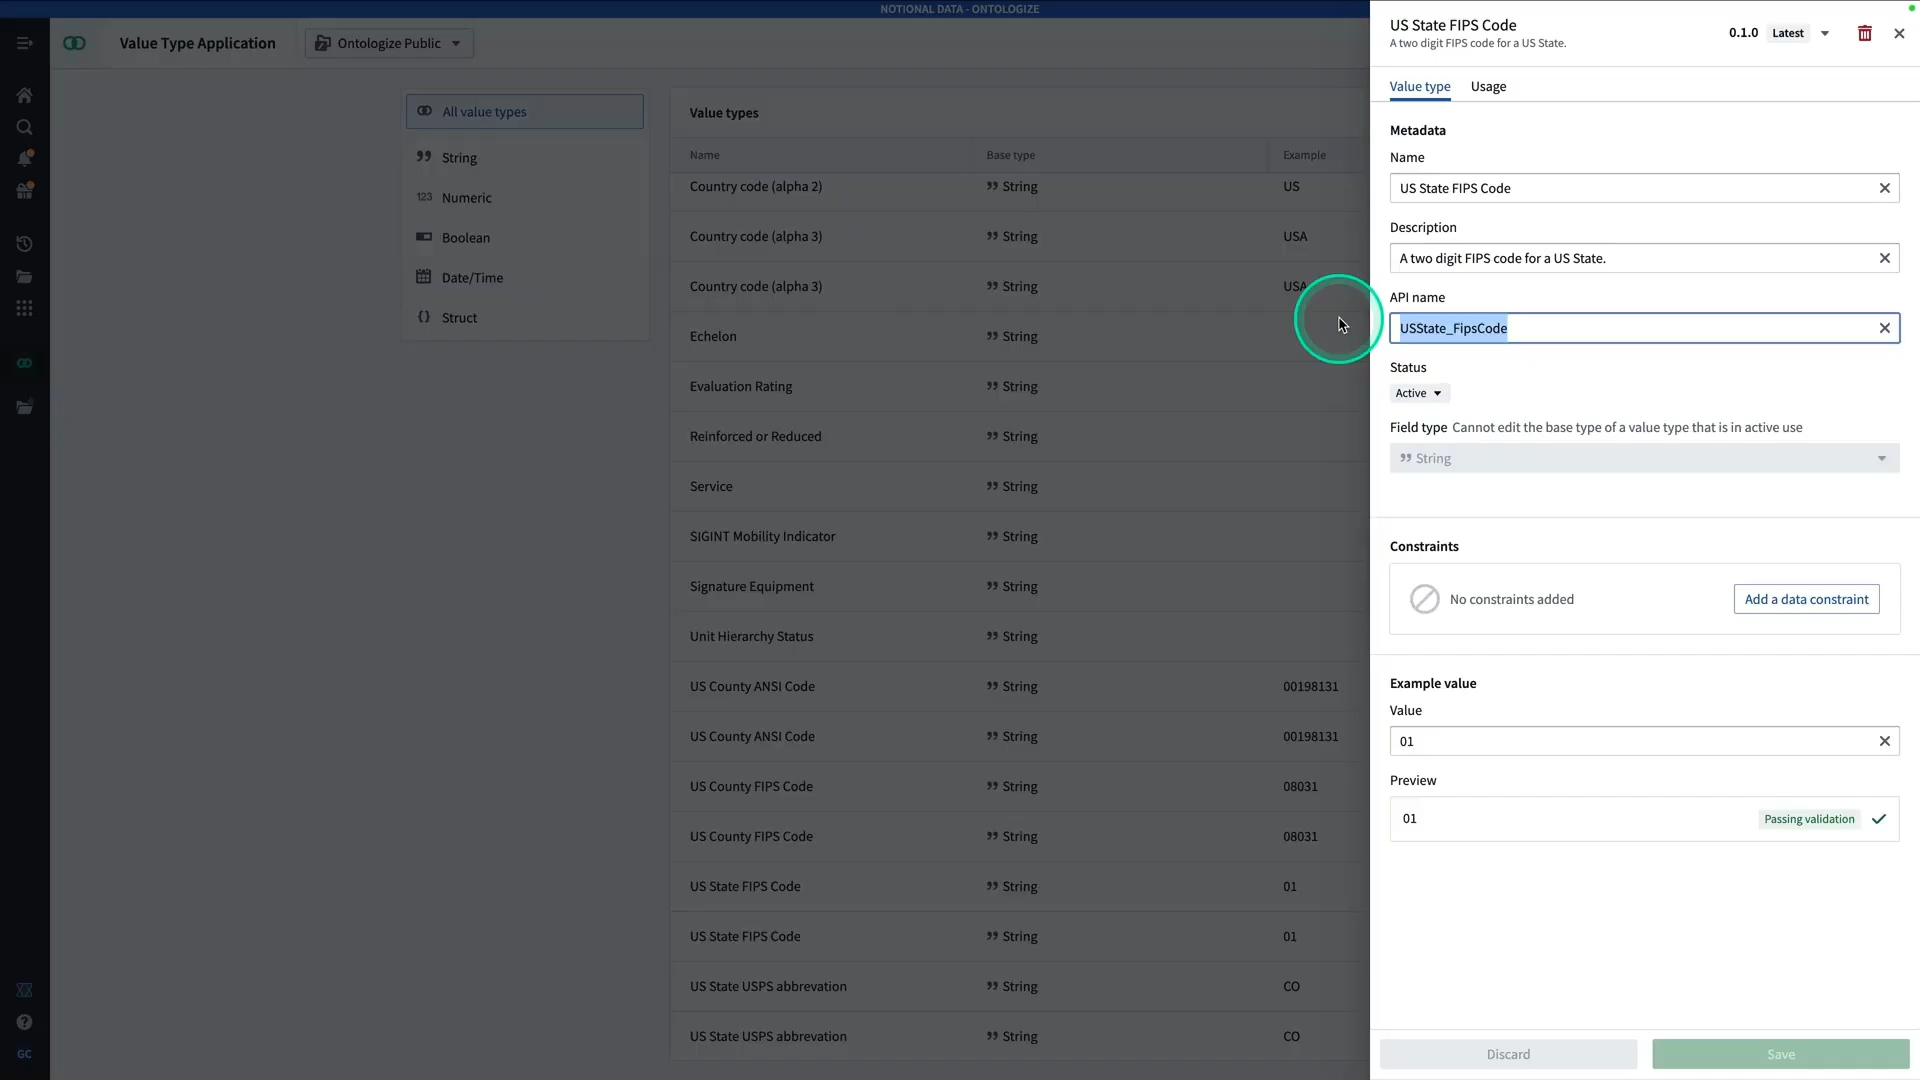 NOTIONAL DATA - ONTOLOGIZE
Value Type Application
Ontologize Public
All value types
String
123 Numeric
Boolean
Date/Time
Struct
GC
Value types
Name Base type Example
Country code (alpha 2) String US
Country code (alpha 3) String USA
Country code (alpha 3) String USA
Echelon String
Evaluation Rating String
Reinforced or Reduced String
Service String
SIGINT Mobility Indicator String
Signature Equipment String
Unit Hierarchy Status String
US County ANSI Code String 00198131
US County ANSI Code String 00198131
US County FIPS Code String 08031
US County FIPS Code String 08031
US State FIPS Code String 01
US State FIPS Code String 01
US State USPS abbrevation String CO
US State USPS abbrevation String CO
US State FIPS Code
A two digit FIPS code for a US State.
0.1.0 Latest
Value type Usage
Metadata
Name
US State FIPS Code
Description
A two digit FIPS code for a US State.
API name
USState_FipsCode
Status
Active
Field type Cannot edit the base type of a value type that is in active use
String
Constraints
No constraints added
Add a data constraint
Example value
Value
01
Preview
01 Passing validation
Discard Save